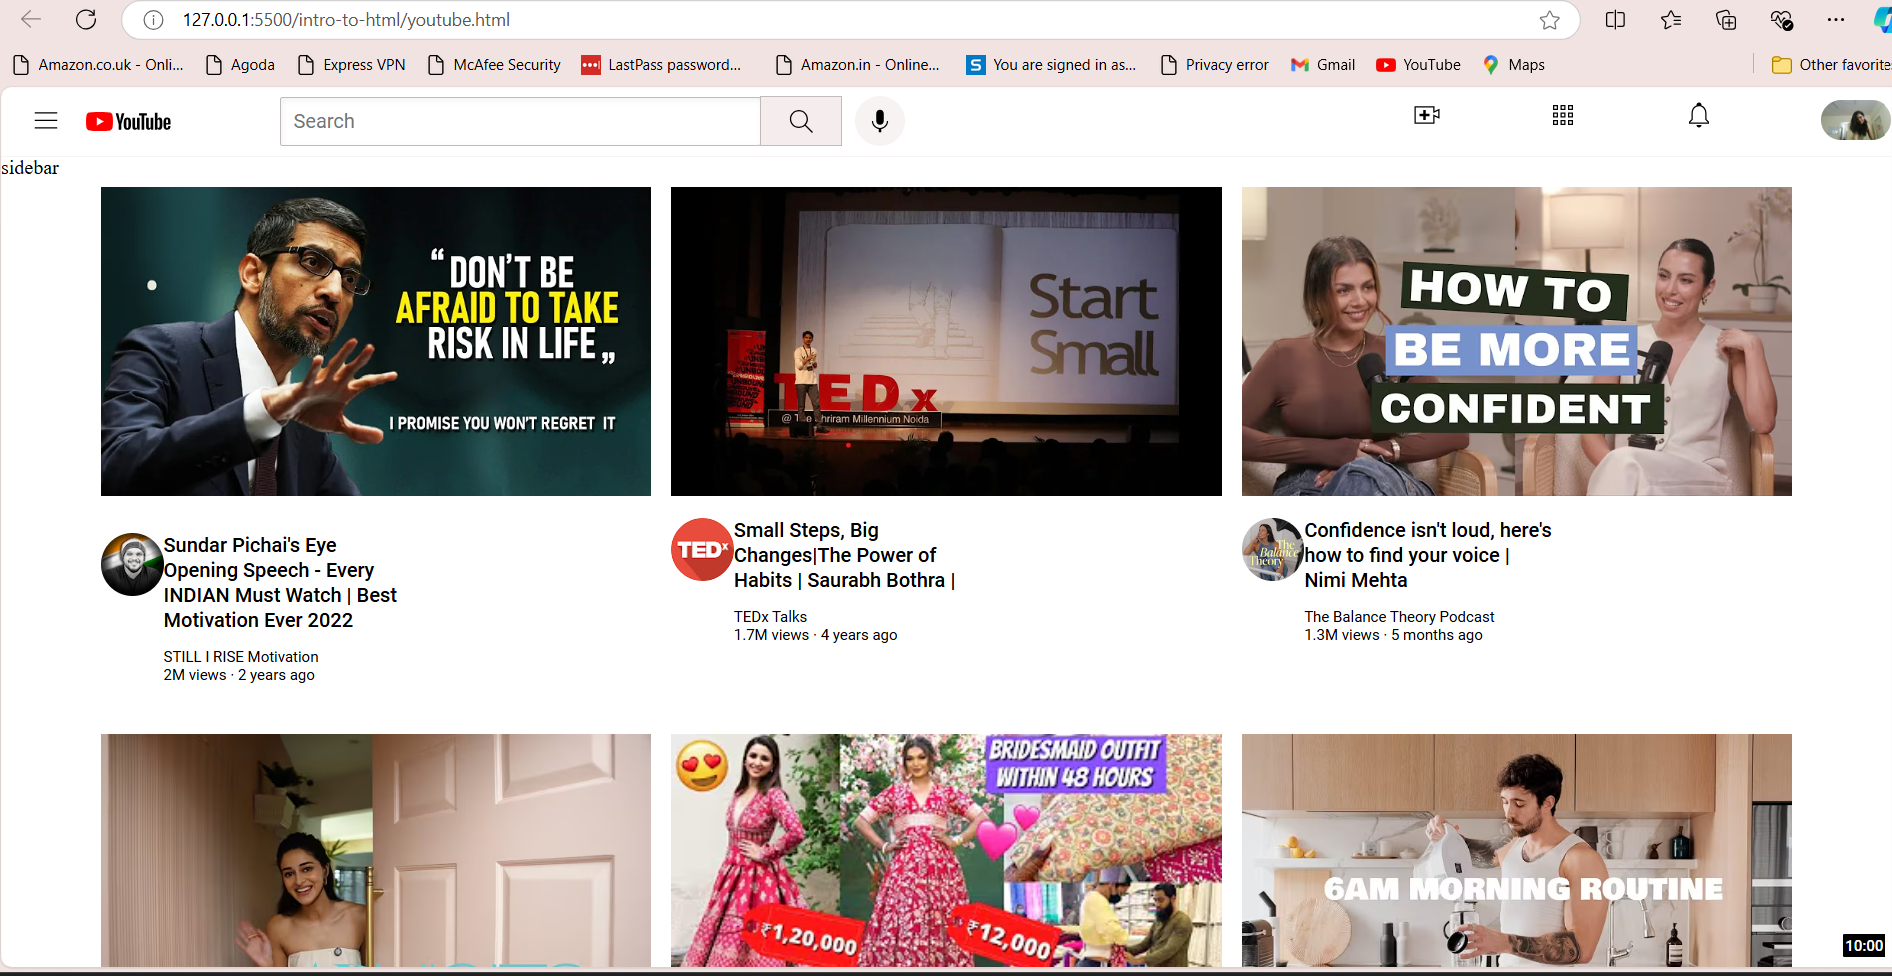 127.0.0.1:5500/intro-to-html/youtube.html
Amazon.co.uk - Onli... Agoda Express VPN McAfee Security LastPass password... Amazon.in - Online... S You are signed in as... Privacy error Gmail YouTube Maps Other favorite
YouTube Search
sidebar
“ DON'T BE
AFRAID TO TAKE
RISK IN LIFE „
I PROMISE YOU WON'T REGRET IT
Start
Small
TEDx
Shriram Millennium Noida
HOW TO
BE MORE
CONFIDENT
Sundar Pichai's Eye
Opening Speech - Every
INDIAN Must Watch | Best
Motivation Ever 2022
STILL I RISE Motivation
2M views · 2 years ago
TEDx
Small Steps, Big
Changes|The Power of
Habits | Saurabh Bothra |
TEDx Talks
1.7M views · 4 years ago
The
Balance
Theory
Confidence isn't loud, here's
how to find your voice |
Nimi Mehta
The Balance Theory Podcast
1.3M views · 5 months ago
BRIDESMAID OUTFIT
WITHIN 48 HOURS
₹1,20,000
₹12,000
6AM MORNING ROUTINE
10:00